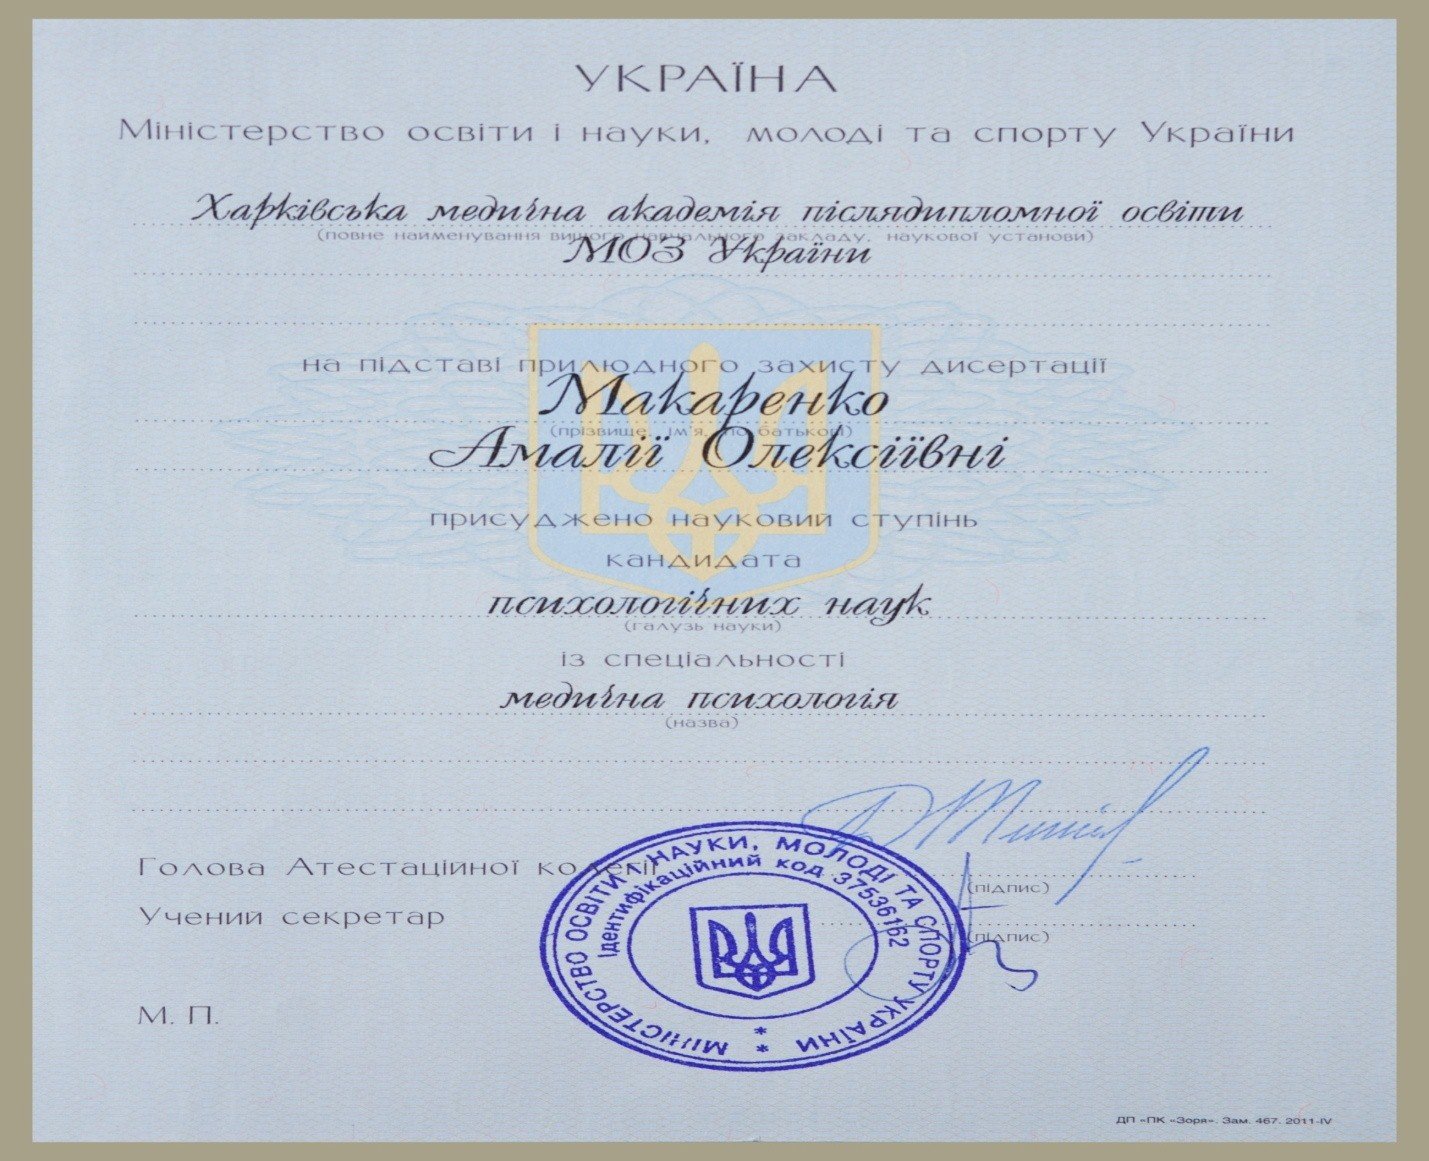 УКРАЇНА
Міністерство освіти і науки, молоді та спорту України
Харківська медична академія післядипломної освіти
(повне найменування вищого навчального закладу, наукової установи)
МОЗ України
на підставі прилюдного захисту дисертації
Макаренко
(прізвище, ім'я, по батькові)
Амалії Олексіївні
присуджено науковий ступінь
кандидата
психологічних наук
(галузь науки)
із спеціальності
медична психологія
(назва)
Голова Атестаційної колегії
(підпис)
Учений секретар
(підпис)
М. П.
МІНІСТЕРСТВО ОСВІТИ І НАУКИ, МОЛОДІ ТА СПОРТУ УКРАЇНИ
Ідентифікаційний код 37536162
* *
ДП «ПК «Зоря». Зам. 467. 2011-IV